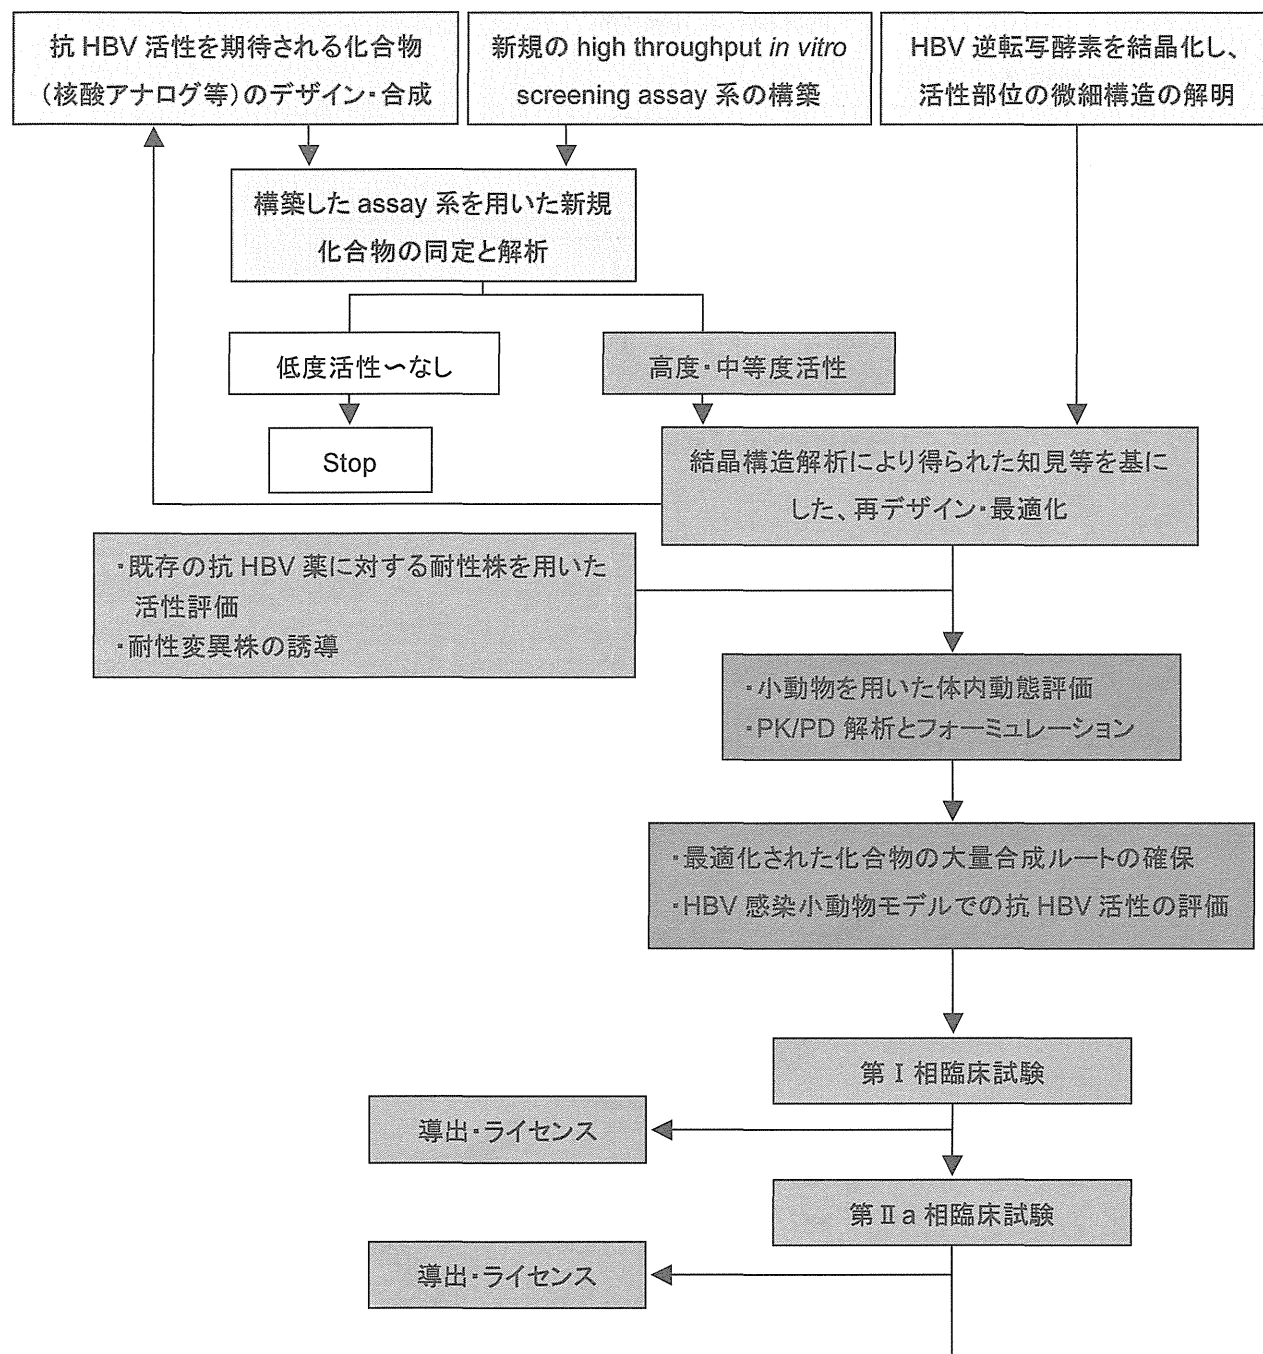 抗 HBV 活性を期待される化合物
（核酸アナログ等）のデザイン・合成
新規の high throughput in vitro
screening assay 系の構築
HBV 逆転写酵素を結晶化し、
活性部位の微細構造の解明
構築した assay 系を用いた新規
化合物の同定と解析
低度活性～なし
高度・中等度活性
Stop
結晶構造解析により得られた知見等を基に
した、再デザイン・最適化
・既存の抗 HBV 薬に対する耐性株を用いた
活性評価
・耐性変異株の誘導
・小動物を用いた体内動態評価
・PK/PD 解析とフォーミュレーション
・最適化された化合物の大量合成ルートの確保
・HBV 感染小動物モデルでの抗 HBV 活性の評価
第Ⅰ相臨床試験
導出・ライセンス
第Ⅱa 相臨床試験
導出・ライセンス